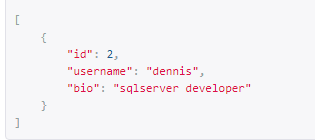 [
    {
        "id": 2,
        "username": "dennis",
        "bio": "sqlserver developer"
    }
]